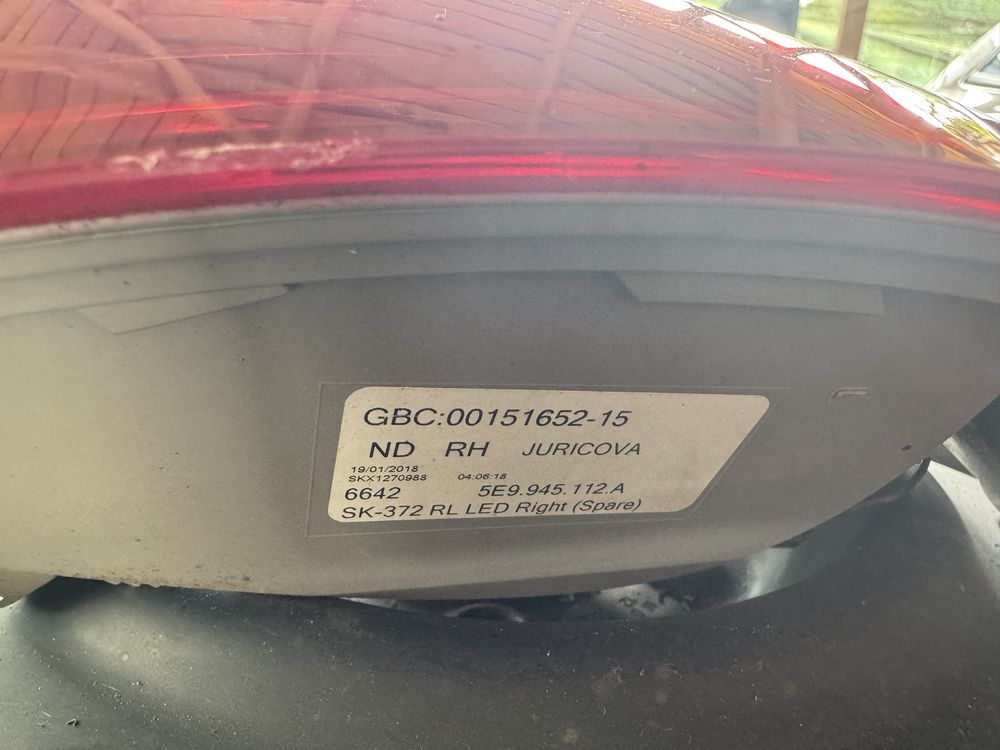 GBC:00151652-15
ND RH JURICOVA
19/01/2018
SKX1270988 04:06:18
6642 5E9.945.112.A
SK-372 RL LED Right (Spare)